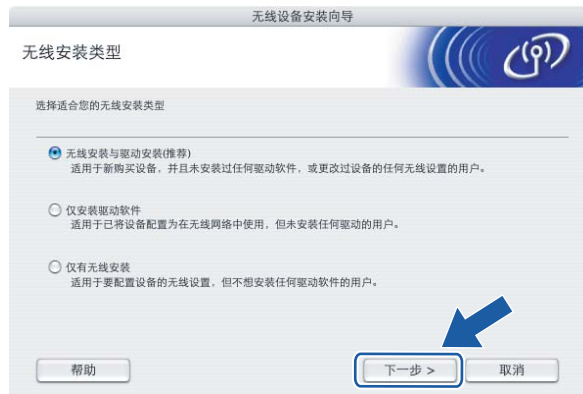 无线设备安装向导
无线安装类型
选择适合您的无线安装类型
无线安装与驱动安装(推荐)
适用于新购买设备，并且未安装过任何驱动软件，或更改过设备的任何无线设置的用户。
仅安装驱动软件
适用于已将设备配置为在无线网络中使用，但未安装任何驱动的用户。
仅有无线安装
适用于要配置设备的无线设置，但不想安装任何驱动软件的用户。
帮助
下一步 >
取消